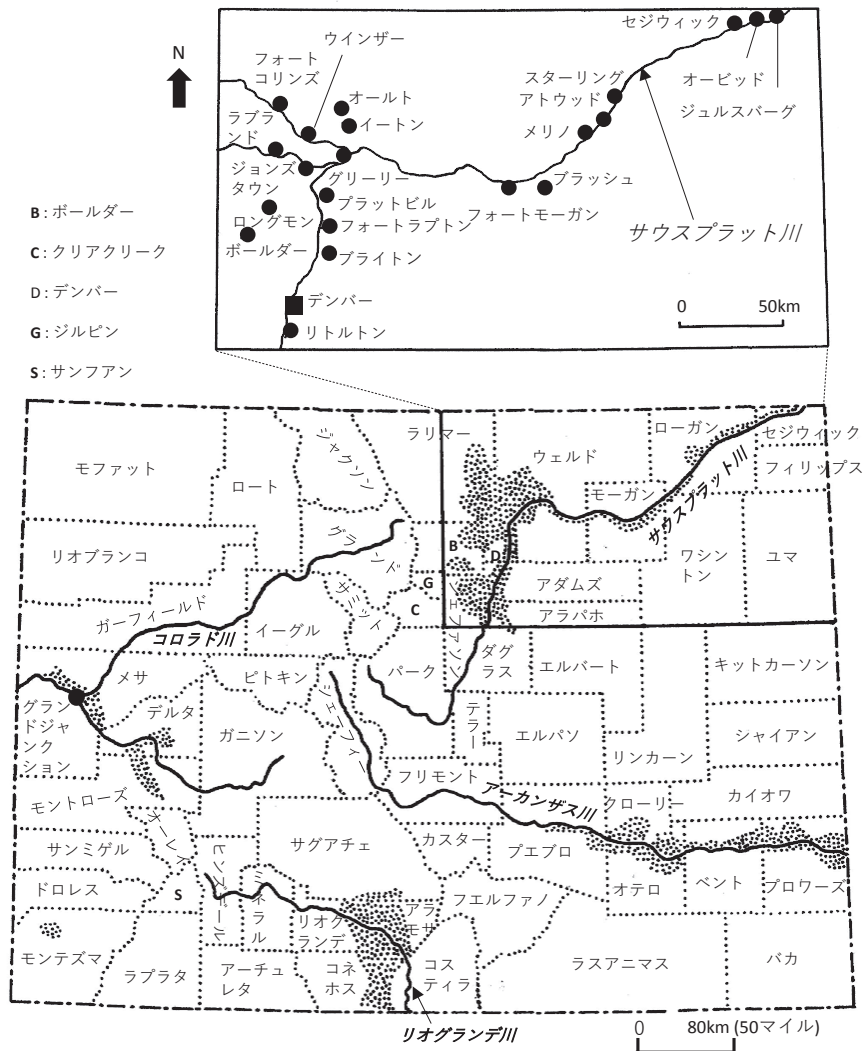 N
セジウィック
ウインザー
フォート
コリンズ
オールト
スターリング
アトウッド
オービッド
ジュルスバーグ
ラブラ
ンド
イートン
メリノ
ジョンズ
タウン
グリーリー
ブラッシュ
プラットビル
フォートモーガン
ロングモン
フォートラプトン
サウスプラット川
ボールダー
ブライトン
デンバー
リトルトン
0 50km
B：ボールダー
C：クリアクリーク
D：デンバー
G：ジルピン
S：サンフアン
モファット
ロート
ジャクソン
ラリマー
ウェルド
ローガン
セジウィック
フィリップス
モーガン
サウスプラット川
リオブランコ
グランド
B
D
ワシン
トン
ユマ
G
アダムズ
C
アラパホ
ジェファソン
ガーフィールド
コロラド川
イーグル
サミット
メサ
ピトキン
パーク
ダグ
ラス
エルバート
キットカーソン
グラン
ドジャ
ンク
ション
デルタ
ガニソン
シェーフィー
テラー
エルパソ
リンカーン
シャイアン
モントローズ
フリモント
アーカンザス川
クローリー
カイオワ
オーレイ
サンミゲル
ヒンズデール
サグアチェ
カスター
プエブロ
ドロレス
S
ミネラル
リオグ
ランデ
アラ
モサ
フエルファノ
オテロ
ベント
プロワーズ
モンテズマ
ラプラタ
アーチュ
レタ
コネ
ホス
コス
ティラ
ラスアニマス
バカ
リオグランデ川
0 80km (50マイル)